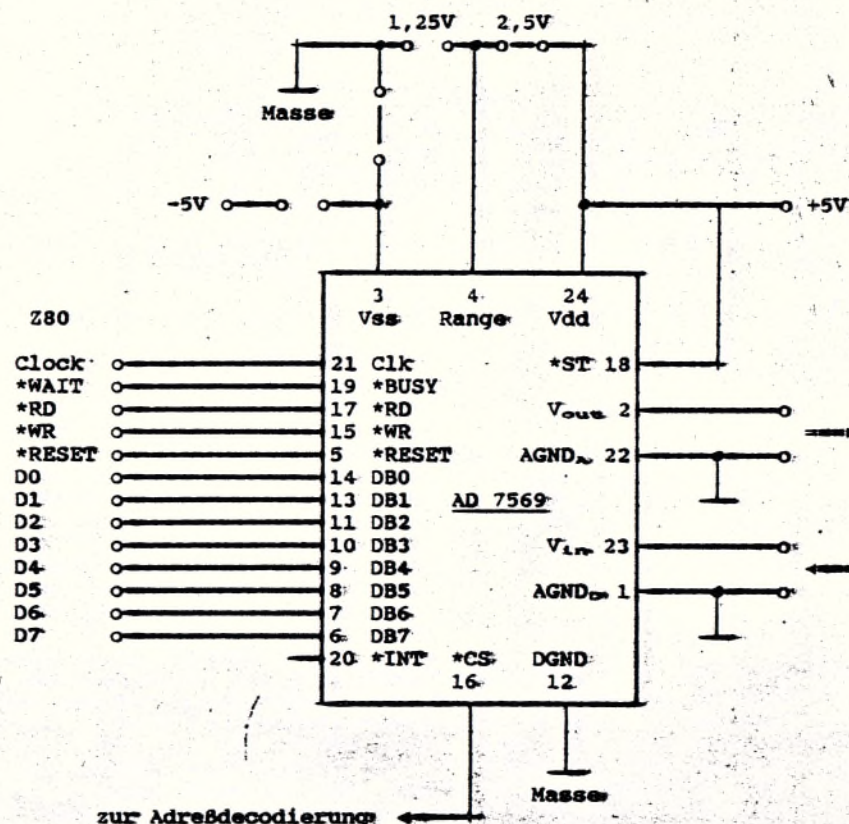 1,25V 2,5V
Masse
-5V +5V
3 4 24
Z80 Vss Range Vdd
Clock 21 Clk *ST 18
*WAIT 19 *BUSY
*RD 17 *RD Vout 2
*WR 15 *WR
*RESET 5 *RESET AGNDA 22
D0 14 DB0
D1 13 DB1 AD 7569
D2 11 DB2
D3 10 DB3 Vin 23
D4 9 DB4
D5 8 DB5 AGNDD 1
D6 7 DB6
D7 6 DB7
20 *INT *CS DGND
16 12
Masse
zur Adreßdecodierung